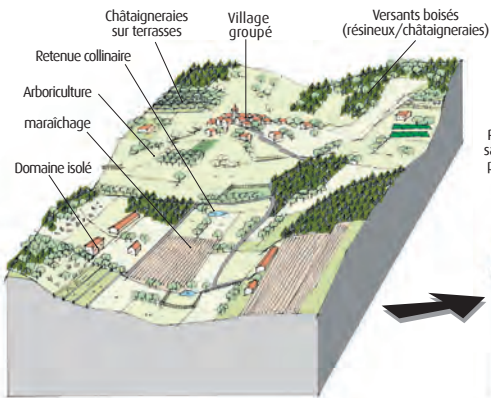 Châtaigneraies
sur terrasses
Village
groupé
Versants boisés
(résineux/châtaigneraies)
Retenue collinaire
Arboriculture
maraîchage
Domaine isolé